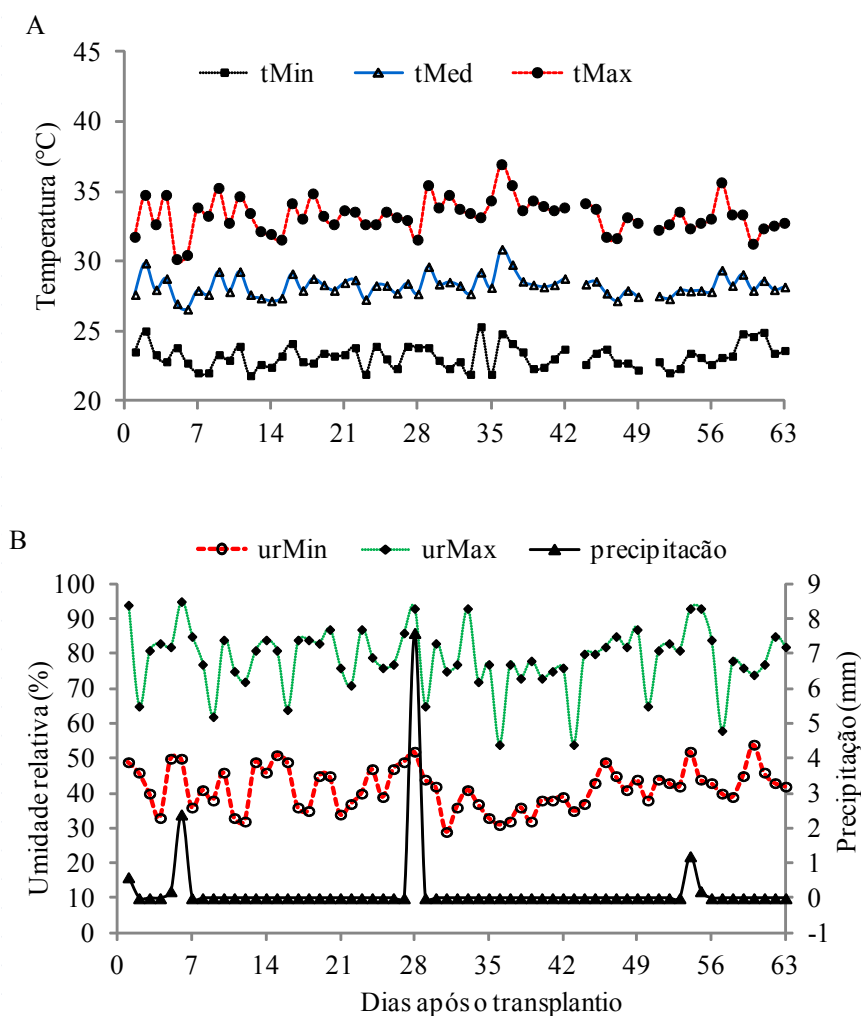 A
tMin tMed tMax
Temperatura (°C)
45
40
35
30
25
20
0 7 14 21 28 35 42 49 56 63
B
urMin urMax precipitacão
Umidade relativa (%)
100
90
80
70
60
50
40
30
20
10
0
Precipitação (mm)
9
8
7
6
5
4
3
2
1
0
-1
0 7 14 21 28 35 42 49 56 63
Dias após o transplantio